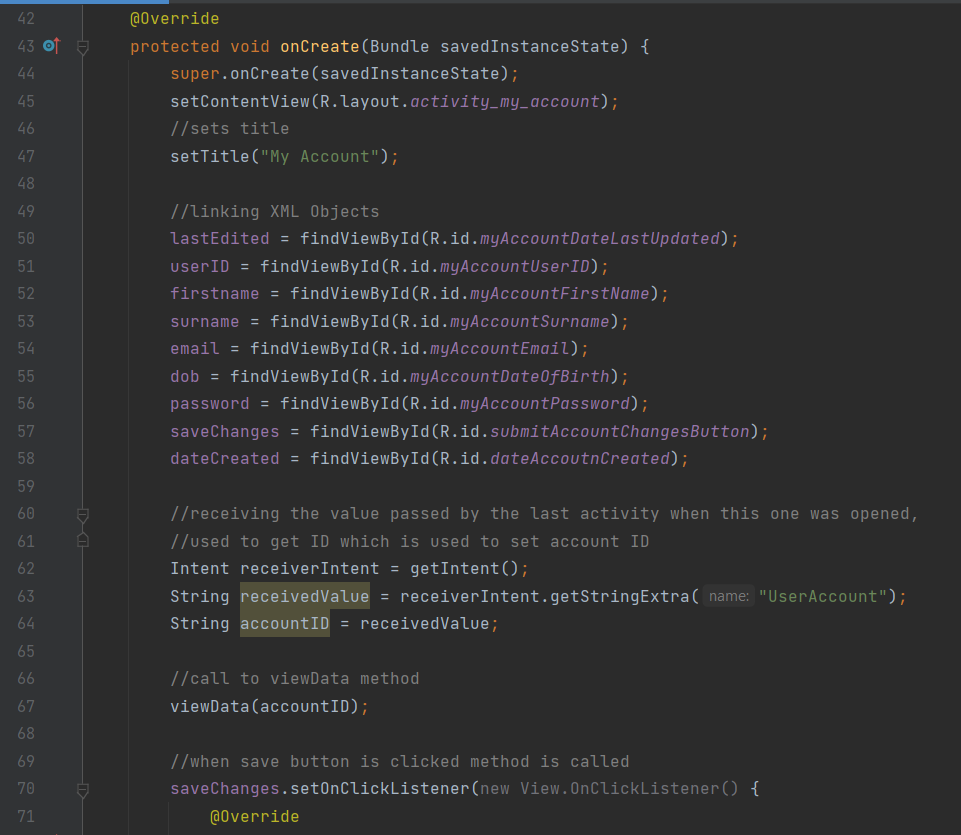 42 @Override
43 protected void onCreate(Bundle savedInstanceState) {
44 super.onCreate(savedInstanceState);
45 setContentView(R.layout.activity_my_account);
46 //sets title
47 setTitle("My Account");
48
49 //linking XML Objects
50 lastEdited = findViewById(R.id.myAccountDateLastUpdated);
51 userID = findViewById(R.id.myAccountUserID);
52 firstname = findViewById(R.id.myAccountFirstName);
53 surname = findViewById(R.id.myAccountSurname);
54 email = findViewById(R.id.myAccountEmail);
55 dob = findViewById(R.id.myAccountDateOfBirth);
56 password = findViewById(R.id.myAccountPassword);
57 saveChanges = findViewById(R.id.submitAccountChangesButton);
58 dateCreated = findViewById(R.id.dateAccoutnCreated);
59
60 //receiving the value passed by the last activity when this one was opened,
61 //used to get ID which is used to set account ID
62 Intent receiverIntent = getIntent();
63 String receivedValue = receiverIntent.getStringExtra( name: "UserAccount");
64 String accountID = receivedValue;
65
66 //call to viewData method
67 viewData(accountID);
68
69 //when save button is clicked method is called
70 saveChanges.setOnClickListener(new View.OnClickListener() {
71 @Override